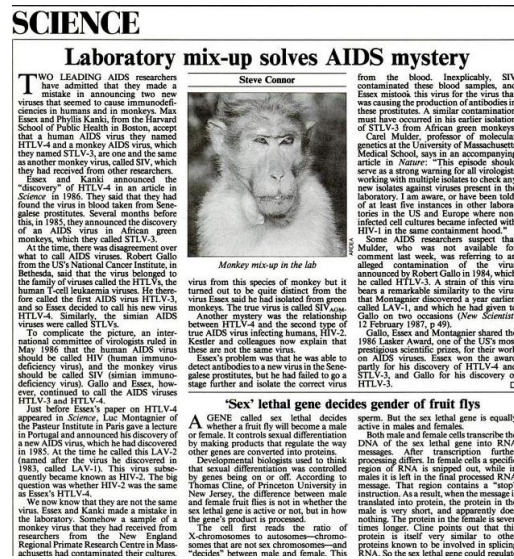 SCIENCE
Laboratory mix-up solves AIDS mystery
TWO LEADING AIDS researchers
have admitted that they made a
mistake in announcing two new
viruses that seemed to cause immunodefi-
ciencies in humans and in monkeys. Max
Essex and Phyllis Kanki, from the Harvard
School of Public Health in Boston, accept
that a human AIDS virus they named
HTLV-4 and a monkey AIDS virus, which
they named STLV-3, are one and the same
as another monkey virus, called SIV, which
they had received from other researchers.
Essex and Kanki announced the
"discovery" of HTLV-4 in an article in
Science in 1986. They said that they had
found the virus in blood taken from Sene-
galese prostitutes. Several months before
this, in 1985, they announced the discovery
of an AIDS virus in African green
monkeys, which they called STLV-3.
At the time, there was disagreement over
what to call AIDS viruses. Robert Gallo
from the US's National Cancer Institute, in
Bethesda, said that the virus belonged to
the family of viruses called the HTLVs, the
human T-cell leukaemia viruses. He there-
fore called the first AIDS virus HTLV-3,
and so Essex decided to call his new virus
HTLV-4. Similarly, the simian AIDS
viruses were called STLVs.
To complicate the picture, an inter-
national committee of virologists ruled in
May 1986 that the human AIDS virus
should be called HIV (human immuno-
deficiency virus), and the monkey virus
should be called SIV (simian immuno-
deficiency virus). Gallo and Essex, how-
ever, continued to call the AIDS viruses
HTLV-3 and HTLV-4.
Just before Essex's paper on HTLV-4
appeared in Science, Luc Montagnier of
the Pasteur Institute in Paris gave a lecture
in Portugal and announced his discovery of
a new AIDS virus, which he had discovered
in 1985. At the time he called this LAV-2
(named after the virus he discovered in
1983, called LAV-1). This virus subse-
quently became known as HIV-2. The big
question was whether HIV-2 was the same
as Essex's HTLV-4.
We now know that they are not the same
virus. Essex and Kanki made a mistake in
the laboratory. Somehow a sample of a
monkey virus that they had received from
researchers from the New England
Regional Primate Research Centre in Mass-
achusetts had contaminated their cultures.
Steve Connor
ARDEA
Monkey mix-up in the lab
virus from this species of monkey but it
turned out to be quite distinct from the
virus Essex said he had isolated from green
monkeys. The true virus is called SIVAGM.
Another mystery was the relationship
between HTLV-4 and the second type of
true AIDS virus infecting humans, HIV-2.
Kestler and colleagues now explain that
these are not the same virus.
Essex's problem was that he was able to
detect antibodies to a new virus in the Sene-
galese prostitutes, but he had failed to go a
stage further and isolate the correct virus
from the blood. Inexplicably, SIV
contaminated these blood samples, and
Essex mistook this virus for the virus that
was causing the production of antibodies in
these prostitutes. A similar contamination
must have occurred in his earlier isolation
of STLV-3 from African green monkeys.
Carel Mulder, professor of molecular
genetics at the University of Massachusetts
Medical School, says in an accompanying
article in Nature: "This episode should
serve as a strong warning for all virologists
working with multiple isolates to check any
new isolates against viruses present in the
laboratory. I am aware, or have been told,
of at least five instances in other labora-
tories in the US and Europe where non-
infected cell cultures became infected with
HIV-1 in the same containment hood."
Some AIDS researchers suspect that
Mulder, who was not available for
comment last week, was referring to an
alleged contamination of the virus
announced by Robert Gallo in 1984, which
he called HTLV-3. A strain of this virus
bears a remarkable similarity to the virus
that Montagnier discovered a year earlier,
called LAV-1, and which he had given to
Gallo on two occasions (New Scientist,
12 February 1987, p 49).
Gallo, Essex and Montagnier shared the
1986 Lasker Award, one of the US's most
prestigious scientific prizes, for their work
on AIDS viruses. Essex won the award
partly for his discovery of HTLV-4 and
STLV-3, and Gallo for his discovery of
HTLV-3.
'Sex' lethal gene decides gender of fruit flys
A GENE called sex lethal decides
whether a fruit fly will become a male
or female. It controls sexual differentiation
by making products that regulate the way
other genes are converted into proteins.
Developmental biologists used to think
that sexual differentiation was controlled
by genes being on or off. According to
Thomas Cline, of Princeton University in
New Jersey, the difference between male
and female fruit flies is not in whether the
sex lethal gene is active or not, but in how
the gene's product is processed.
The cell first reads the ratio of
X-chromosomes to autosomes—chromo-
somes that are not sex chromosomes—and
"decides" between male and female. This
sperm. But the sex lethal gene is equally
active in males and females.
Both male and female cells transcribe the
DNA of the sex lethal gene into RNA
messages. After transcription further
processing differs. In female cells a specific
region of RNA is snipped out, while in
males it is left in the final processed RNA
message. That region contains a "stop"
instruction. As a result, when the message is
translated into protein, the protein in the
male is very short, and apparently does
nothing. The protein in the female is seven
times longer. Cline points out that this
protein is itself very similar to other
proteins known to be involved in splicing
RNA. So the sex lethal gene could regulate